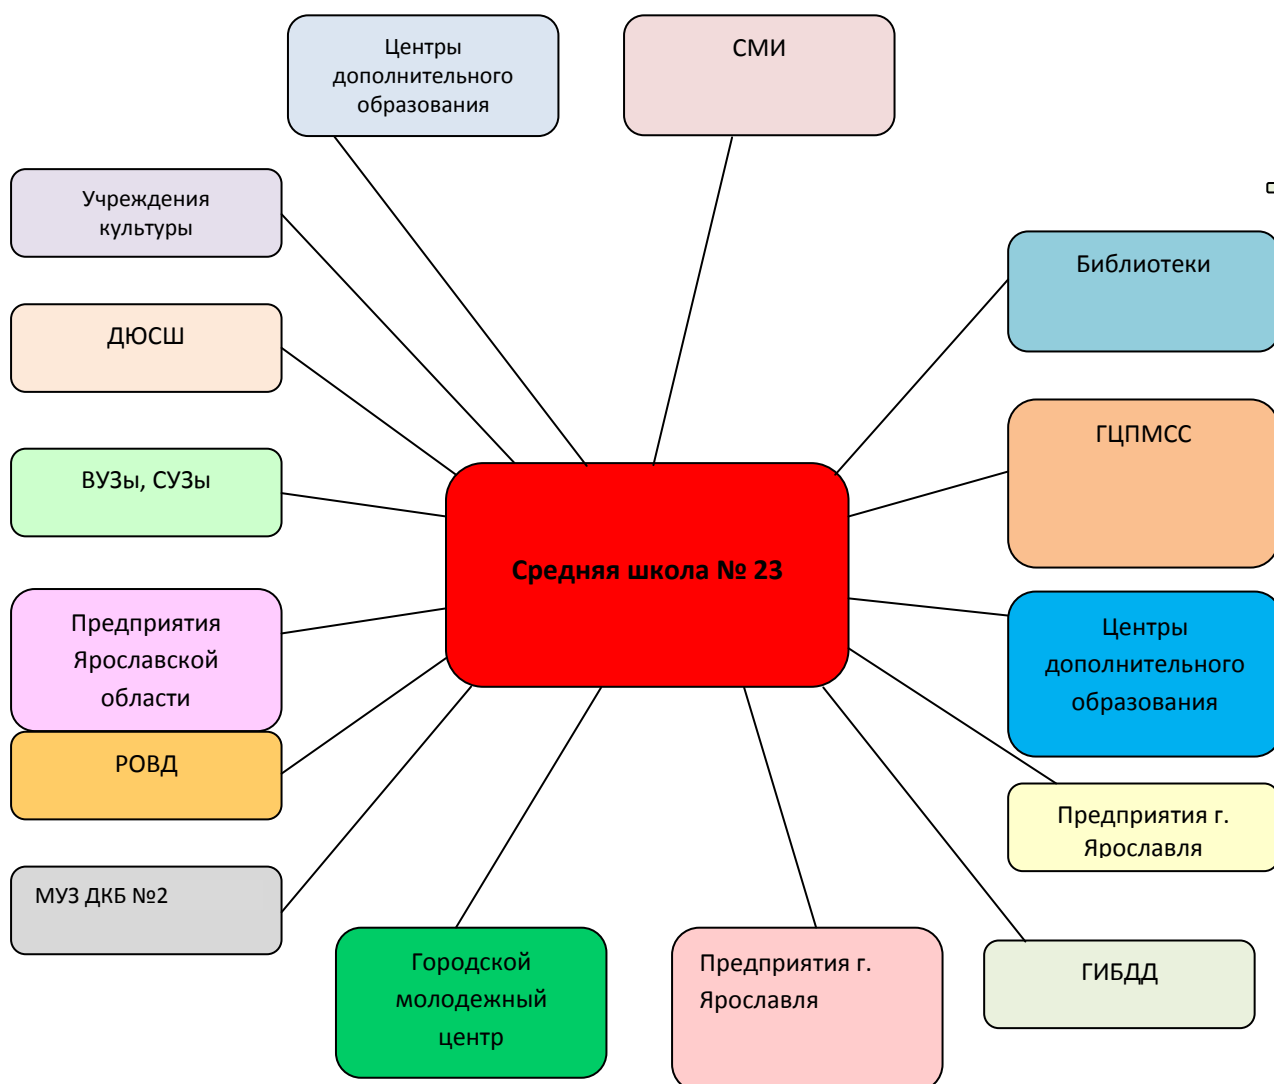 Центры
дополнительного
образования
СМИ
Учреждения
культуры
Библиотеки
ДЮСШ
ГЦПМСС
ВУЗы, СУЗы
Средняя школа № 23
Предприятия
Ярославской
области
Центры
дополнительного
образования
РОВД
Предприятия г.
Ярославля
МУЗ ДКБ №2
Городской
молодежный
центр
Предприятия г.
Ярославля
ГИБДД